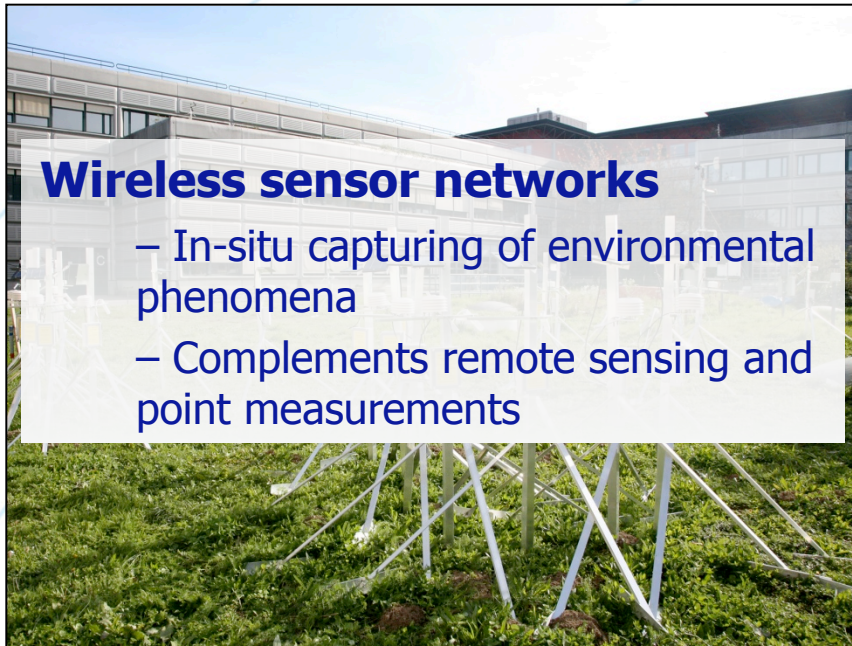 Wireless sensor networks
– In-situ capturing of environmental
phenomena
– Complements remote sensing and
point measurements